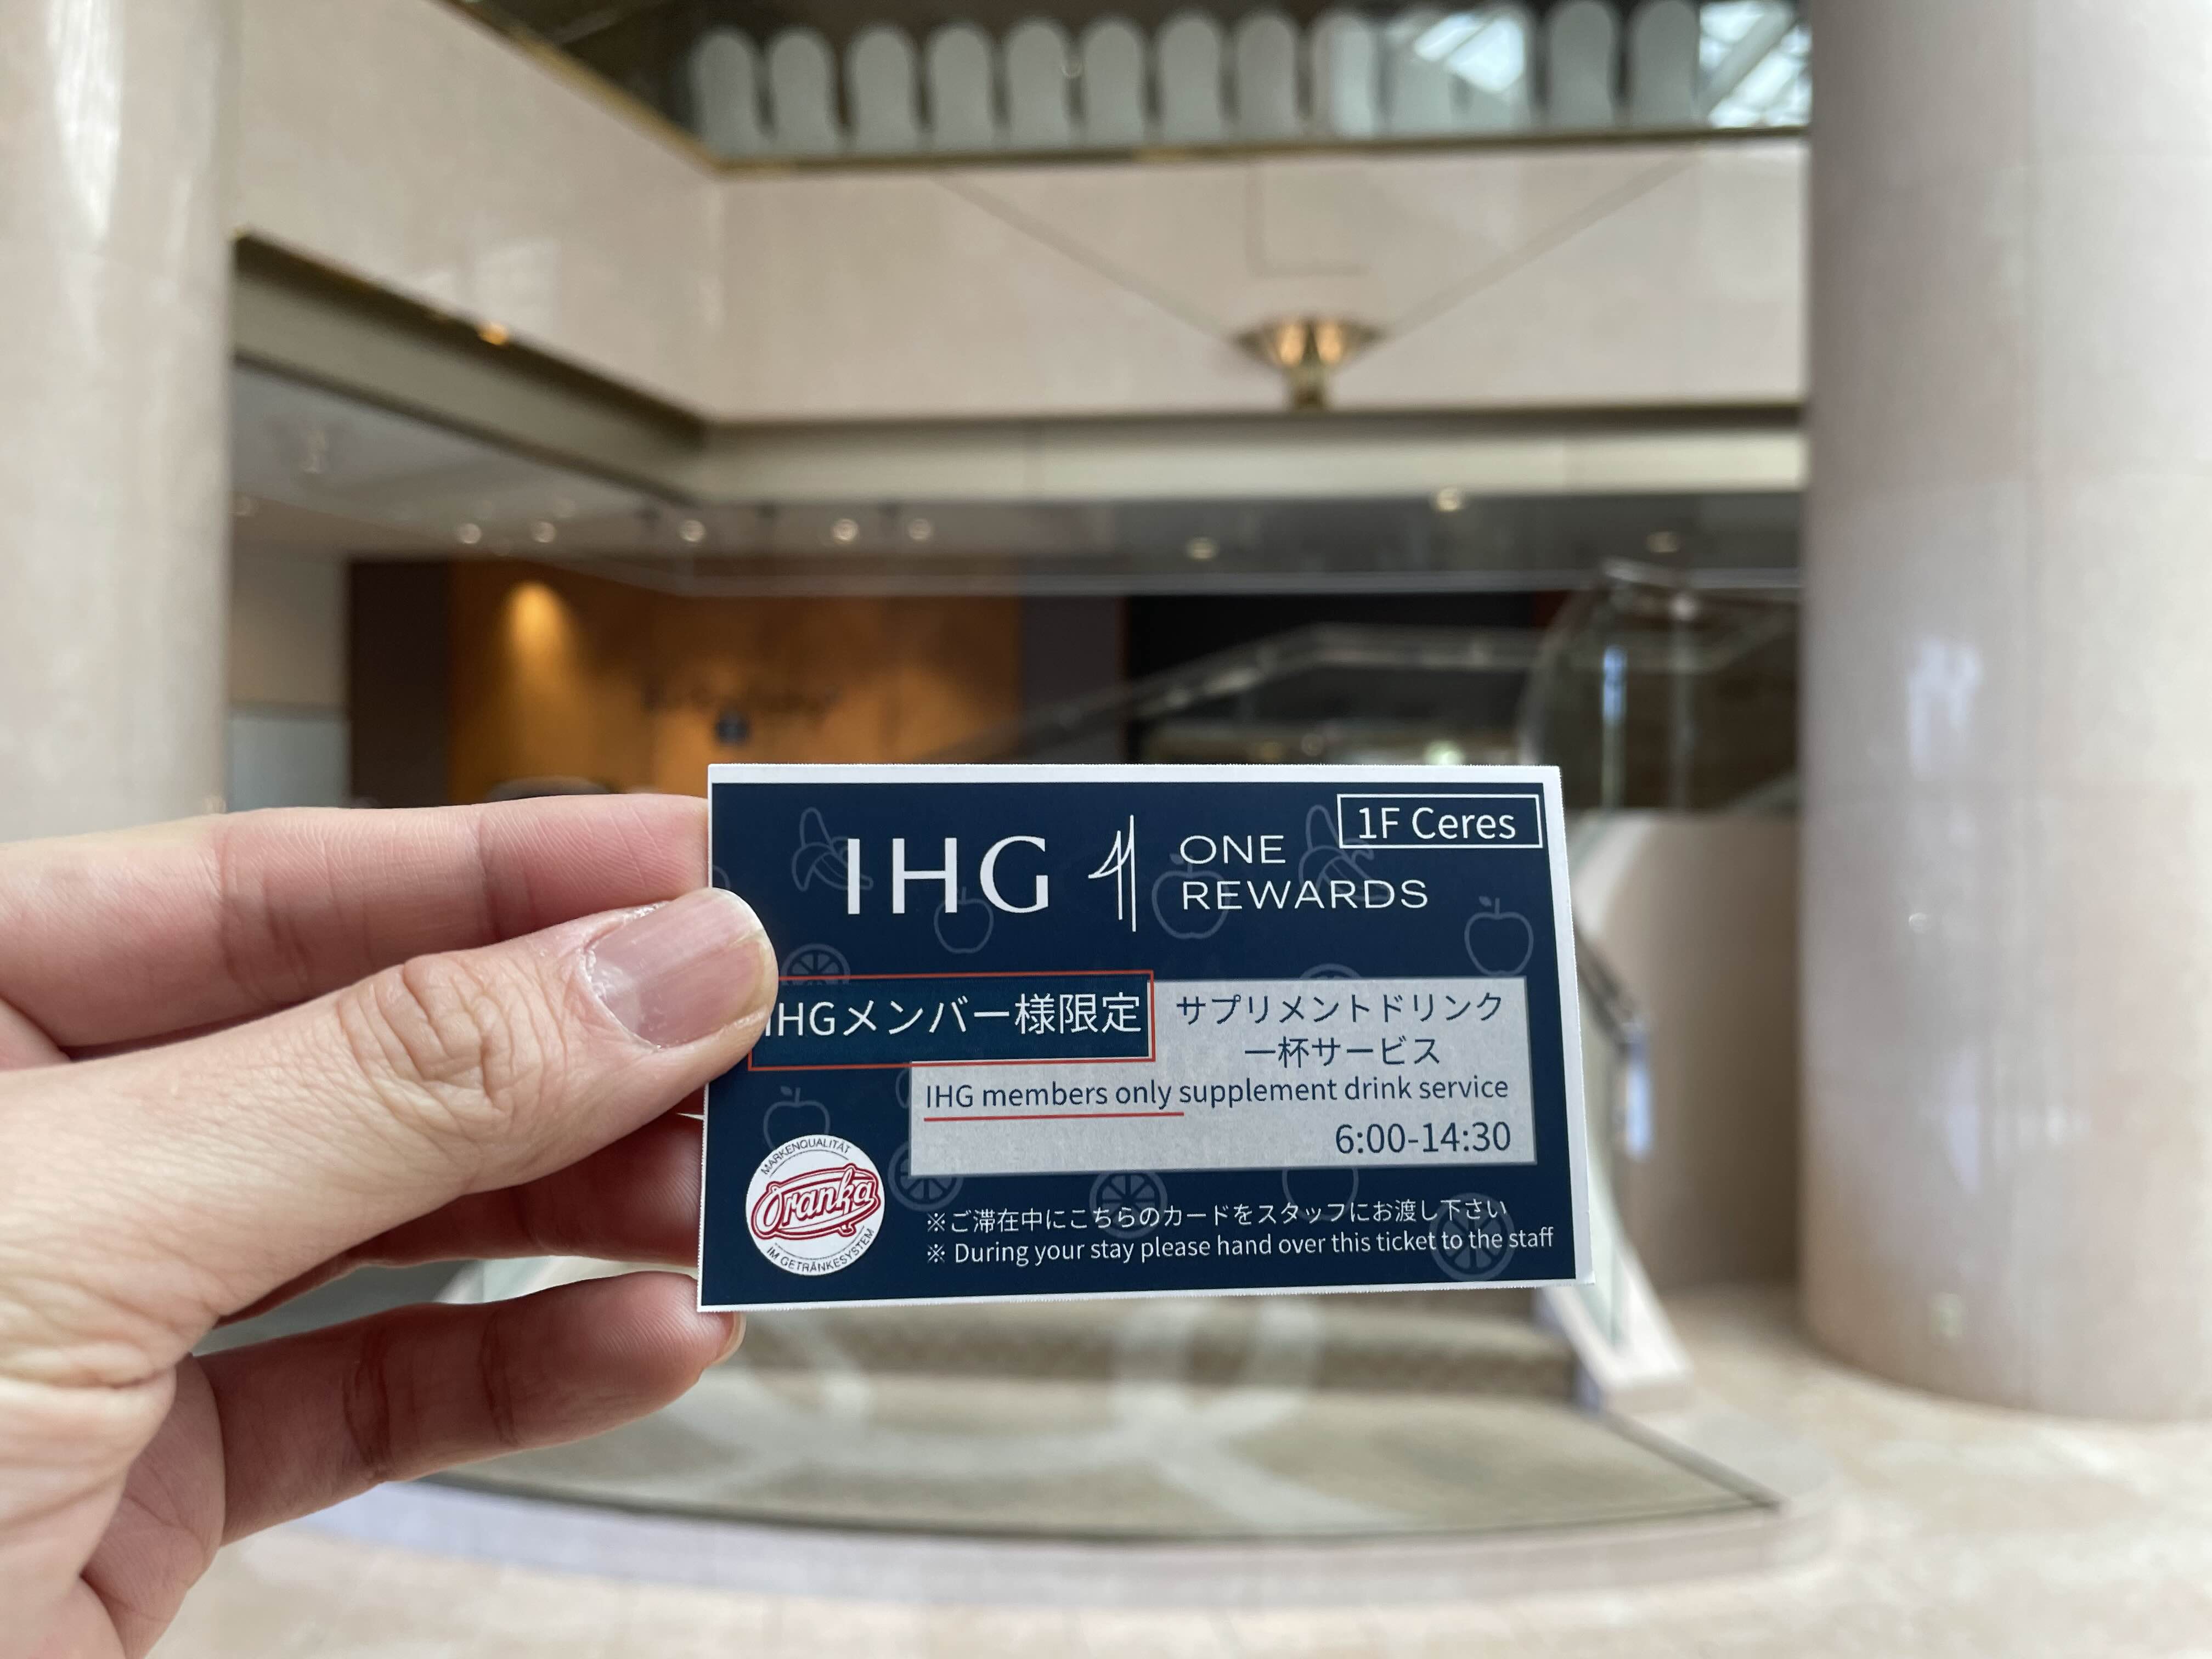 1F Ceres
IHG
ONE
REWARDS
IHGメンバー様限定
サプリメントドリンク
一杯サービス
IHG members only supplement drink service
6:00-14:30
MARKENQUALITÄT
Oranka
IM GETRÄNKESYSTEM
※ご滞在中にこちらのカードをスタッフにお渡し下さい
※ During your stay please hand over this ticket to the staff